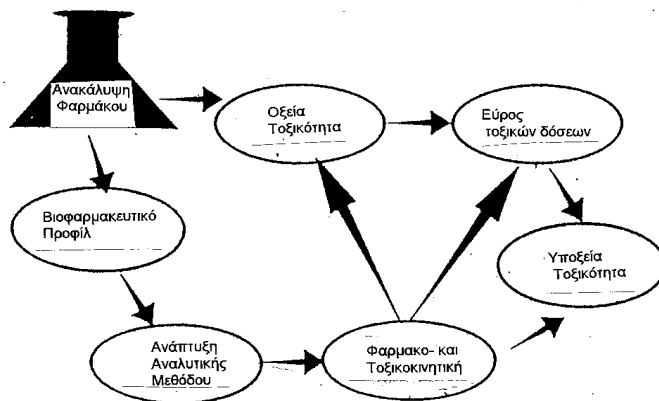 Ανακάλυψη
Φαρμάκου
Οξεία
Τοξικότητα
Εύρος
τοξικών δόσεων
Βιοφαρμακευτικό
Προφίλ
Υποξεία
Τοξικότητα
Ανάπτυξη
Αναλυτικής
Μεθόδου
Φαρμακο- και
Τοξικοκινητική